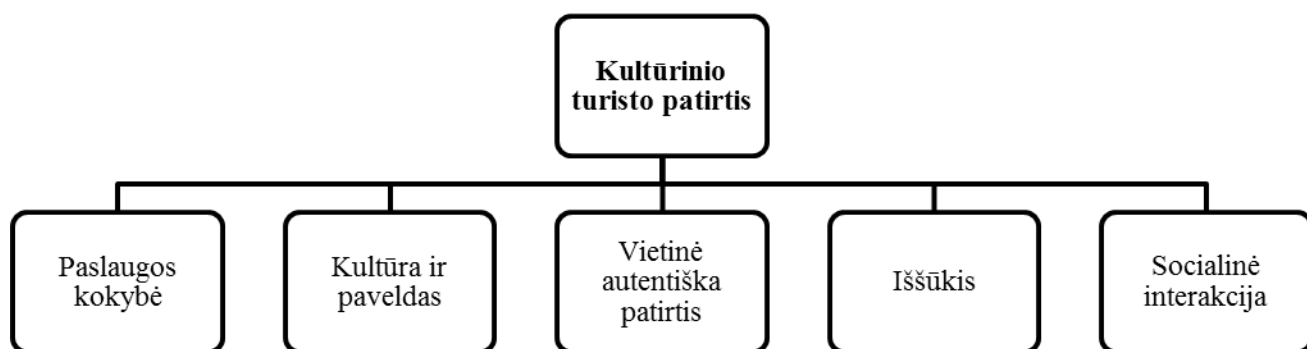 Kultūrinio
turisto patirtis
Paslaugos
kokybė
Kultūra ir
paveldas
Vietinė
autentiška
patirtis
Iššūkis
Socialinė
interakcija